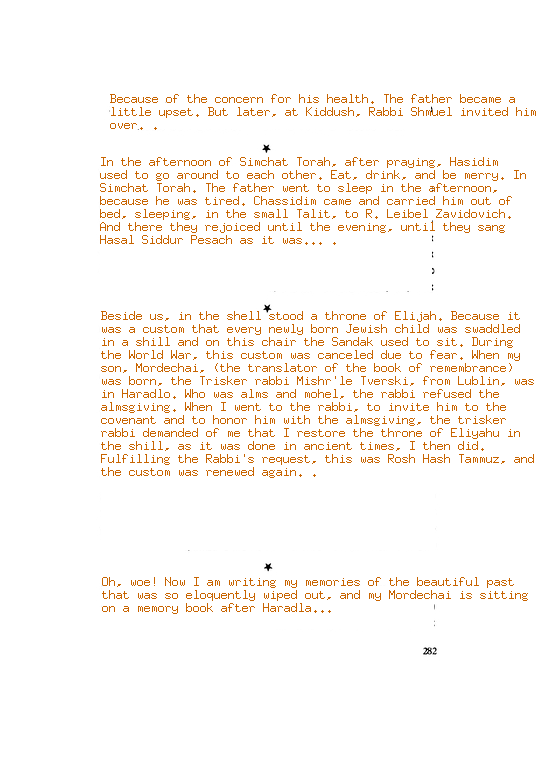 Because of the concern for his health. The father became a
little upset. But later, at Kiddush, Rabbi Shmuel invited him
over. .
★
In the afternoon of Simchat Torah, after praying, Hasidim
used to go around to each other. Eat, drink, and be merry. In
Simchat Torah. The father went to sleep in the afternoon,
because he was tired. Chassidim came and carried him out of
bed, sleeping, in the small Talit, to R. Leibel Zavidovich.
And there they rejoiced until the evening, until they sang
Hasal Siddur Pesach as it was... .
★
Beside us, in the shell stood a throne of Elijah. Because it
was a custom that every newly born Jewish child was swaddled
in a shill and on this chair the Sandak used to sit. During
the World War, this custom was canceled due to fear. When my
son, Mordechai, (the translator of the book of remembrance)
was born, the Trisker rabbi Mishr'le Tverski, from Lublin, was
in Haradlo. Who was alms and mohel, the rabbi refused the
almsgiving. When I went to the rabbi, to invite him to the
covenant and to honor him with the almsgiving, the trisker
rabbi demanded of me that I restore the throne of Eliyahu in
the shill, as it was done in ancient times, I then did.
Fulfilling the Rabbi's request, this was Rosh Hash Tammuz, and
the custom was renewed again. .
★
Oh, woe! Now I am writing my memories of the beautiful past
that was so eloquently wiped out, and my Mordechai is sitting
on a memory book after Haradla...
282